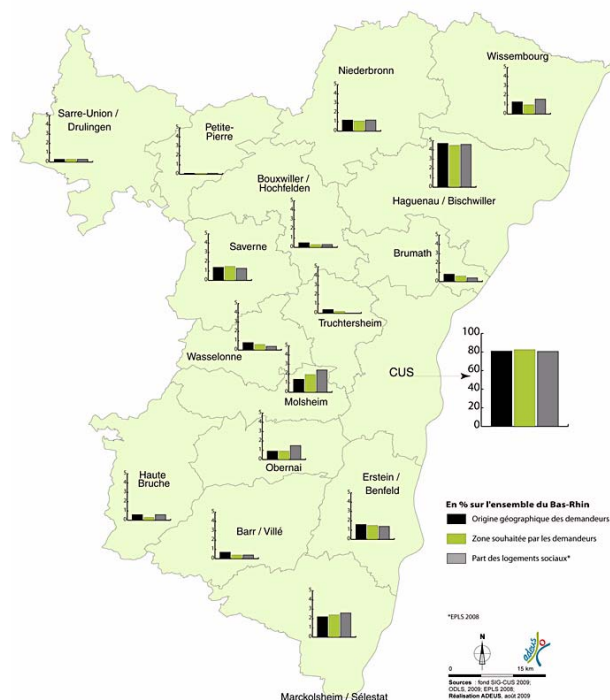 Wissembourg
Niederbronn
Sarre-Union /
Drulingen
Petite-
Pierre
Bouxwiller /
Hochfelden
Haguenau / Bischwiller
Saverne
Brumath
Truchtersheim
Wasselonne
Molsheim
CUS
100
80
60
40
20
0
Obernai
Haute
Bruche
Erstein /
Benfeld
Barr / Villé
En % sur l'ensemble du Bas-Rhin
Origine géographique des demandeurs
Zone souhaitée par les demandeurs
Part des logements sociaux*
*EPLS 2008
N
adeus
0 15 km
Sources : fond SIG-CUS 2009;
ODLS, 2009; EPLS 2008;
Réalisation ADEUS, août 2009
Marckolsheim / Sélestat